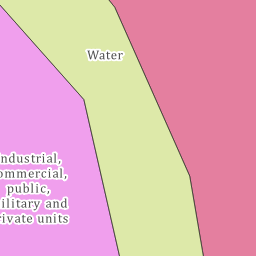 Water
ndustrial,
ommercial,
public,
ilitary and
rivate units